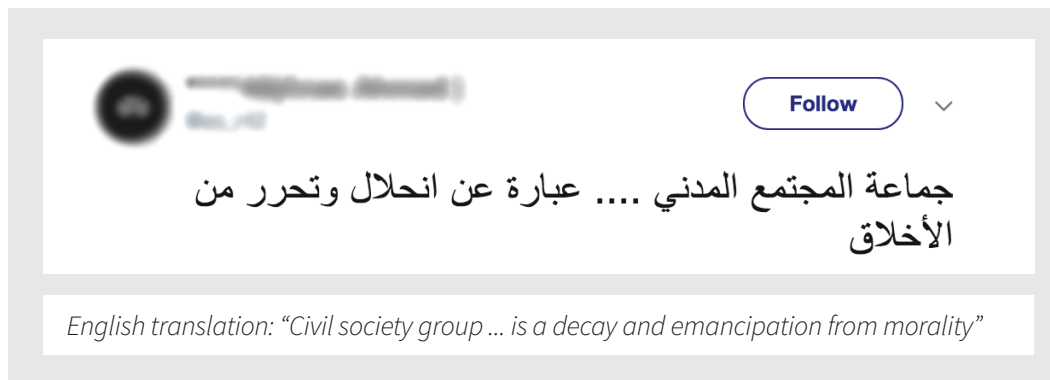 Follow
جماعة المجتمع المدني .... عبارة عن انحلال وتحرر من
الأخلاق
English translation: “Civil society group ... is a decay and emancipation from morality”